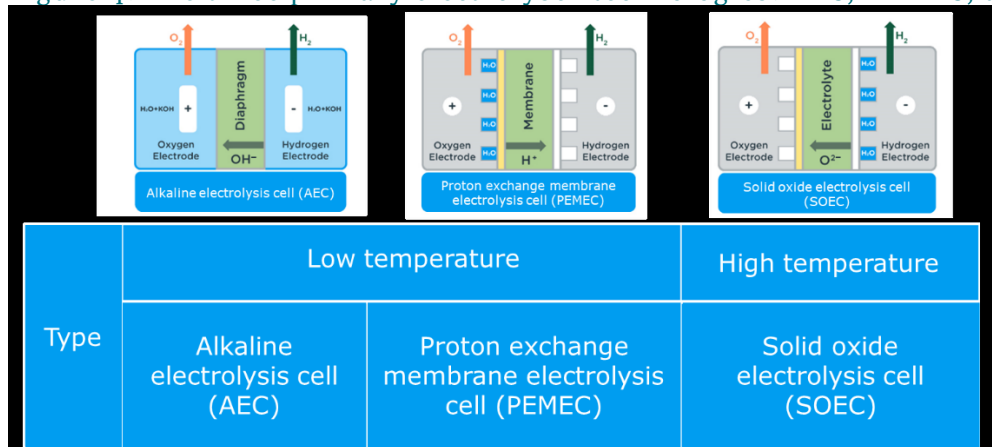 O₂
H₂
H₂O+KOH
+
Diaphragm
-
H₂O+KOH
Oxygen
Electrode
OH⁻
Hydrogen
Electrode
Alkaline electrolysis cell (AEC)
O₂
H₂
H₂O
H₂O
H₂O
H₂O
+
Membrane
-
Oxygen
Electrode
H⁺
Hydrogen
Electrode
Proton exchange membrane
electrolysis cell (PEMEC)
O₂
H₂
H₂O
H₂O
H₂O
H₂O
+
Electrolyte
-
Oxygen
Electrode
O²⁻
Hydrogen
Electrode
Solid oxide electrolysis cell
(SOEC)
Type
Low temperature
High temperature
Alkaline
electrolysis cell
(AEC)
Proton exchange
membrane electrolysis
cell (PEMEC)
Solid oxide
electrolysis cell
(SOEC)